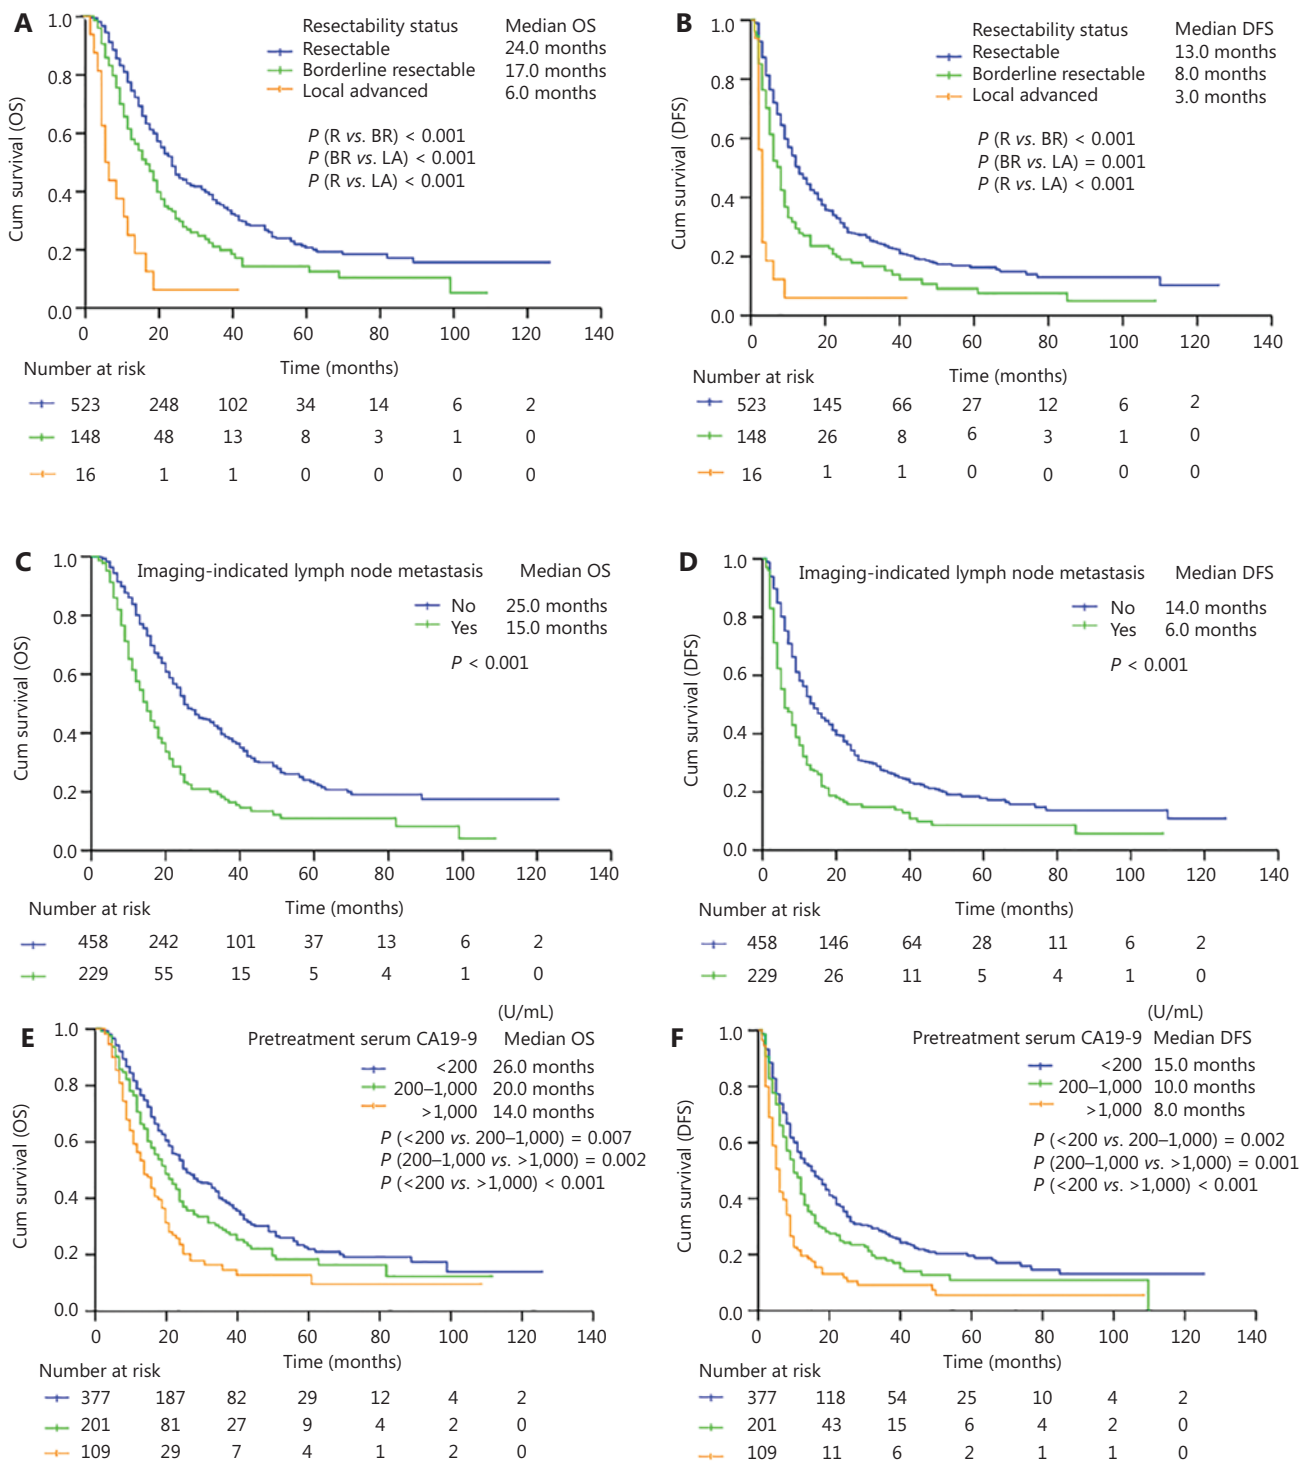 A
Resectability status Median OS
Resectable 24.0 months
Borderline resectable 17.0 months
Local advanced 6.0 months
P (R vs. BR) < 0.001
P (BR vs. LA) < 0.001
P (R vs. LA) < 0.001
Cum survival (OS)
1.0
0.8
0.6
0.4
0.2
0.0
0 20 40 60 80 100 120 140
Number at risk Time (months)
523 248 102 34 14 6 2
148 48 13 8 3 1 0
16 1 1 0 0 0 0
B
Resectability status Median DFS
Resectable 13.0 months
Borderline resectable 8.0 months
Local advanced 3.0 months
P (R vs. BR) < 0.001
P (BR vs. LA) = 0.001
P (R vs. LA) < 0.001
Cum survival (DFS)
1.0
0.8
0.6
0.4
0.2
0.0
0 20 40 60 80 100 120 140
Number at risk Time (months)
523 145 66 27 12 6 2
148 26 8 6 3 1 0
16 1 1 0 0 0 0
C
Imaging-indicated lymph node metastasis Median OS
No 25.0 months
Yes 15.0 months
P < 0.001
Cum survival (OS)
1.0
0.8
0.6
0.4
0.2
0.0
0 20 40 60 80 100 120 140
Number at risk Time (months)
458 242 101 37 13 6 2
229 55 15 5 4 1 0
D
Imaging-indicated lymph node metastasis Median DFS
No 14.0 months
Yes 6.0 months
P < 0.001
Cum survival (DFS)
1.0
0.8
0.6
0.4
0.2
0.0
0 20 40 60 80 100 120 140
Number at risk Time (months)
458 146 64 28 11 6 2
229 26 11 5 4 1 0
E
(U/mL)
Pretreatment serum CA19-9 Median OS
<200 26.0 months
200–1,000 20.0 months
>1,000 14.0 months
P (<200 vs. 200–1,000) = 0.007
P (200–1,000 vs. >1,000) = 0.002
P (<200 vs. >1,000) < 0.001
Cum survival (OS)
1.0
0.8
0.6
0.4
0.2
0.0
0 20 40 60 80 100 120 140
Number at risk Time (months)
377 187 82 29 12 4 2
201 81 27 9 4 2 0
109 29 7 4 1 2 0
F
(U/mL)
Pretreatment serum CA19-9 Median DFS
<200 15.0 months
200–1,000 10.0 months
>1,000 8.0 months
P (<200 vs. 200–1,000) = 0.002
P (200–1,000 vs. >1,000) = 0.001
P (<200 vs. >1,000) < 0.001
Cum survival (DFS)
1.0
0.8
0.6
0.4
0.2
0.0
0 20 40 60 80 100 120 140
Number at risk Time (months)
377 118 54 25 10 4 2
201 43 15 6 4 2 0
109 11 6 2 1 1 0